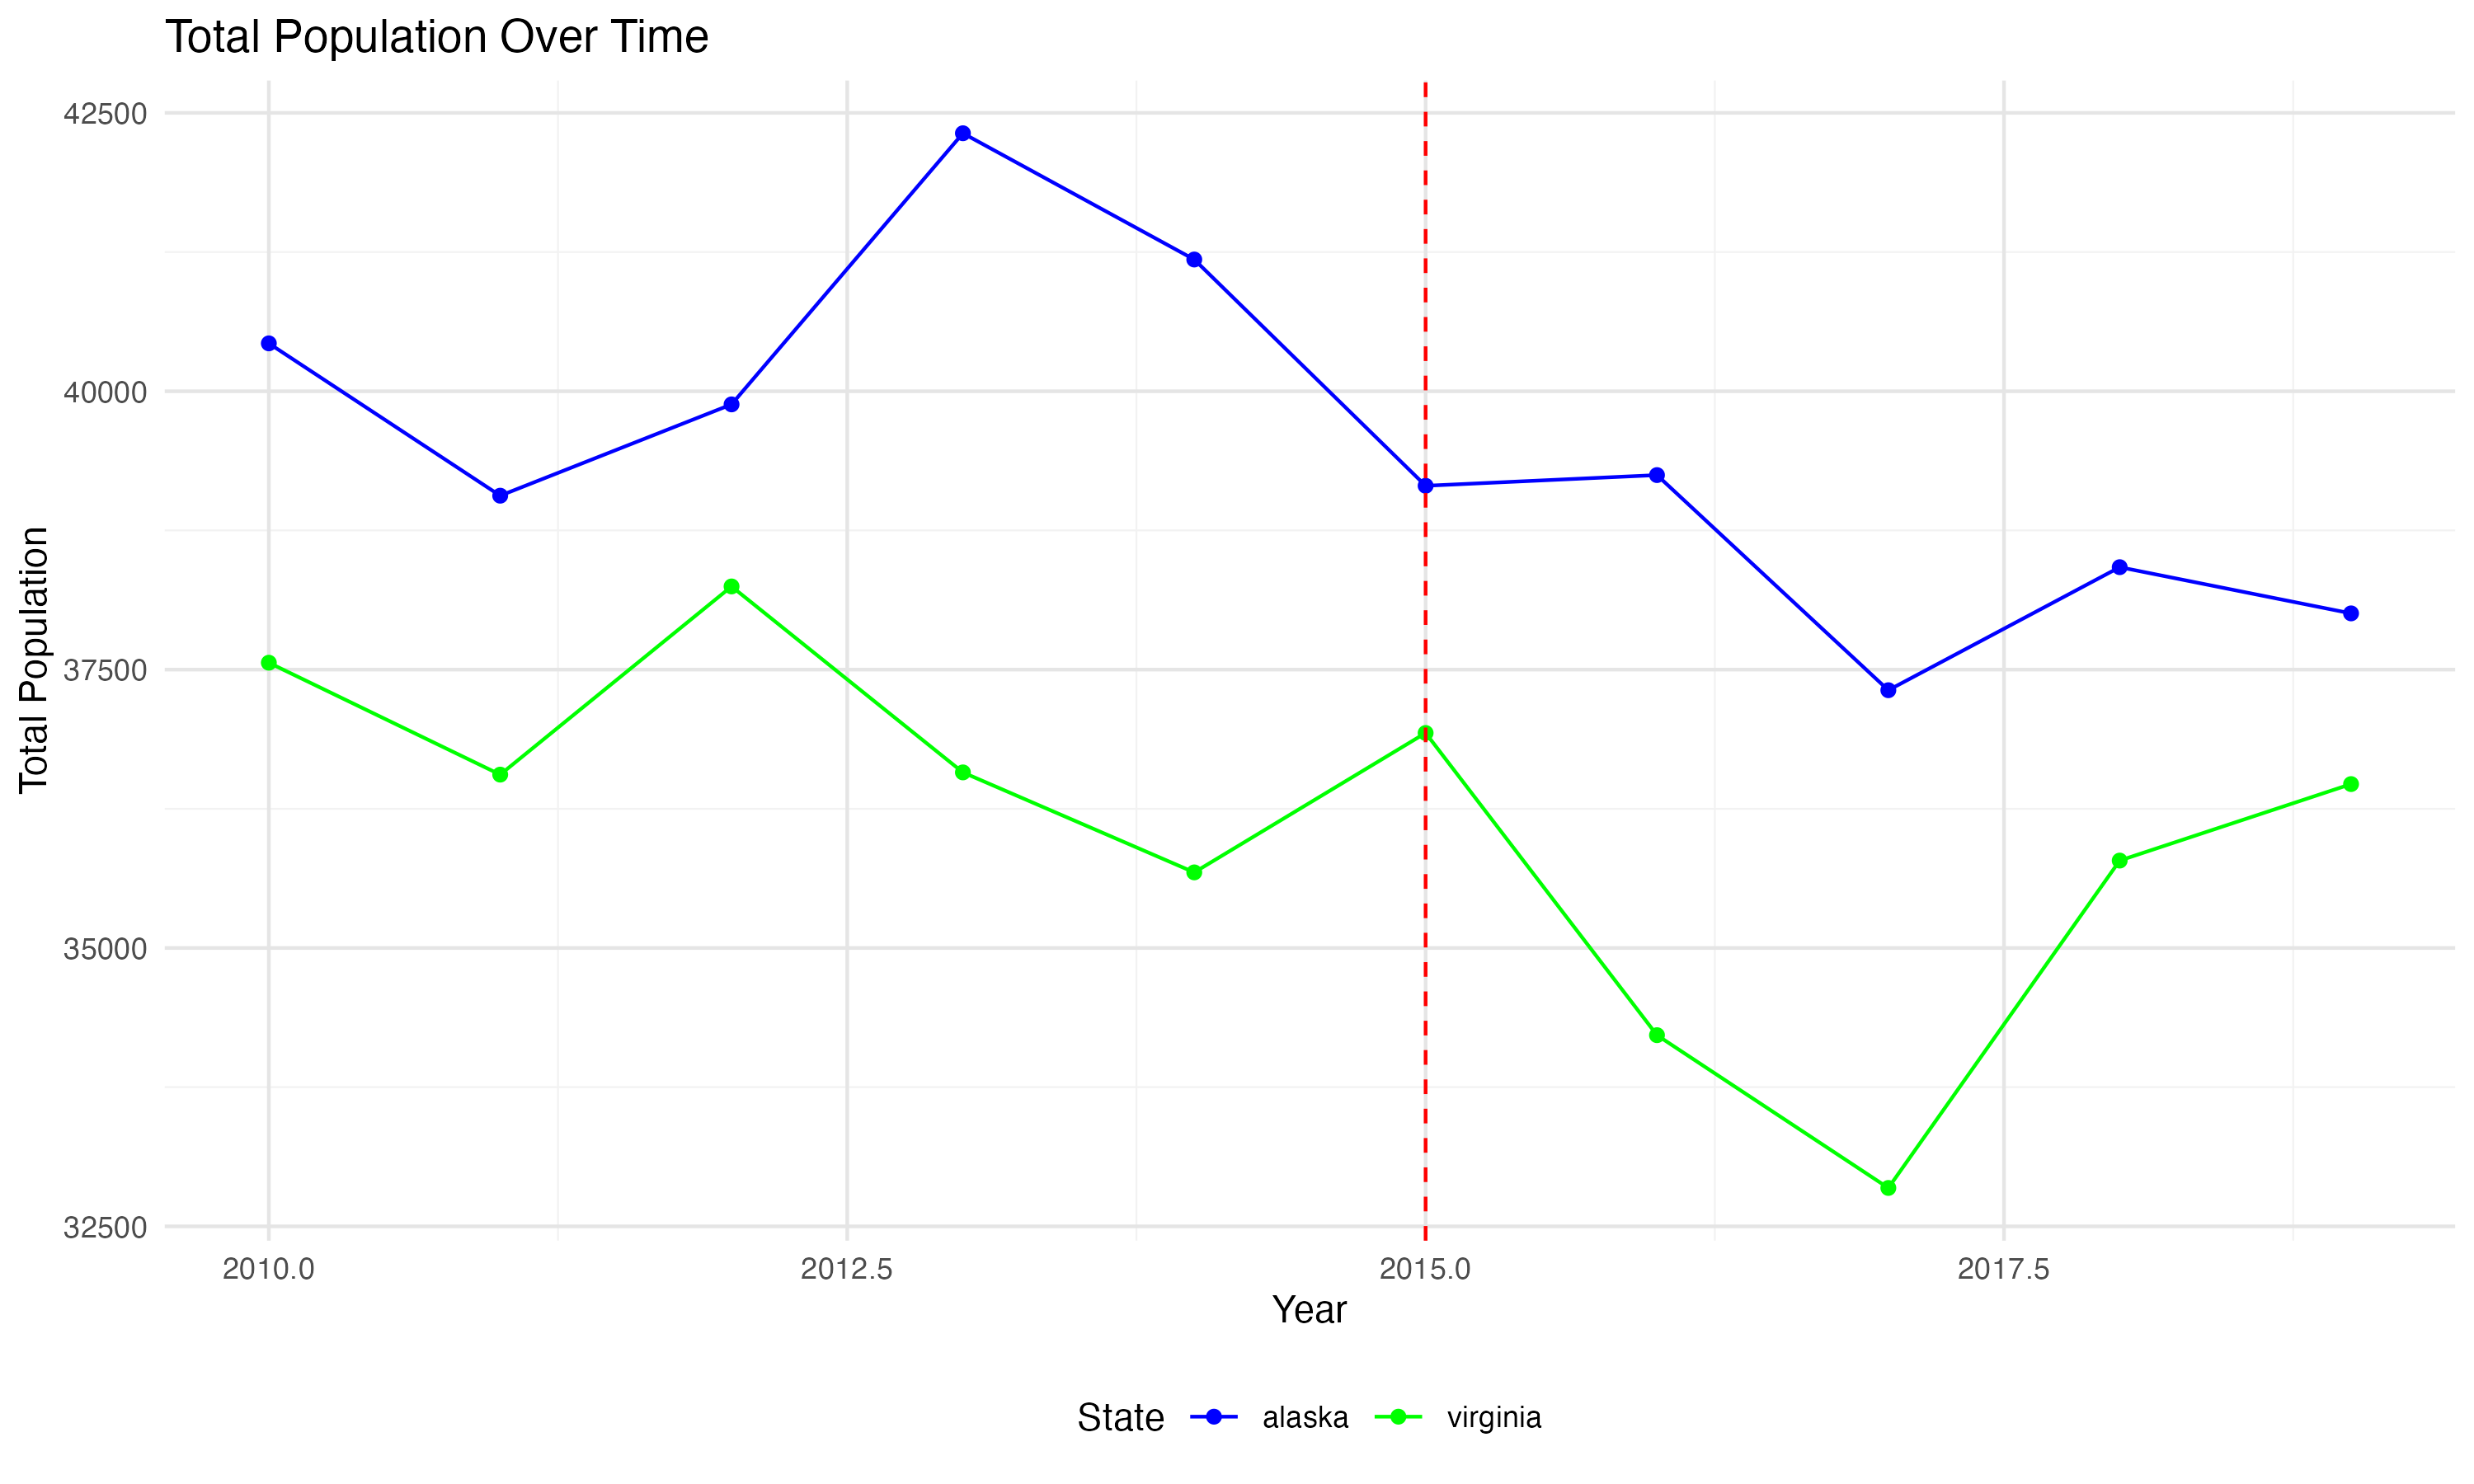 Total Population Over Time
Total Population
42500
40000
37500
35000
32500
2010.0 2012.5 2015.0 2017.5
Year
State alaska virginia